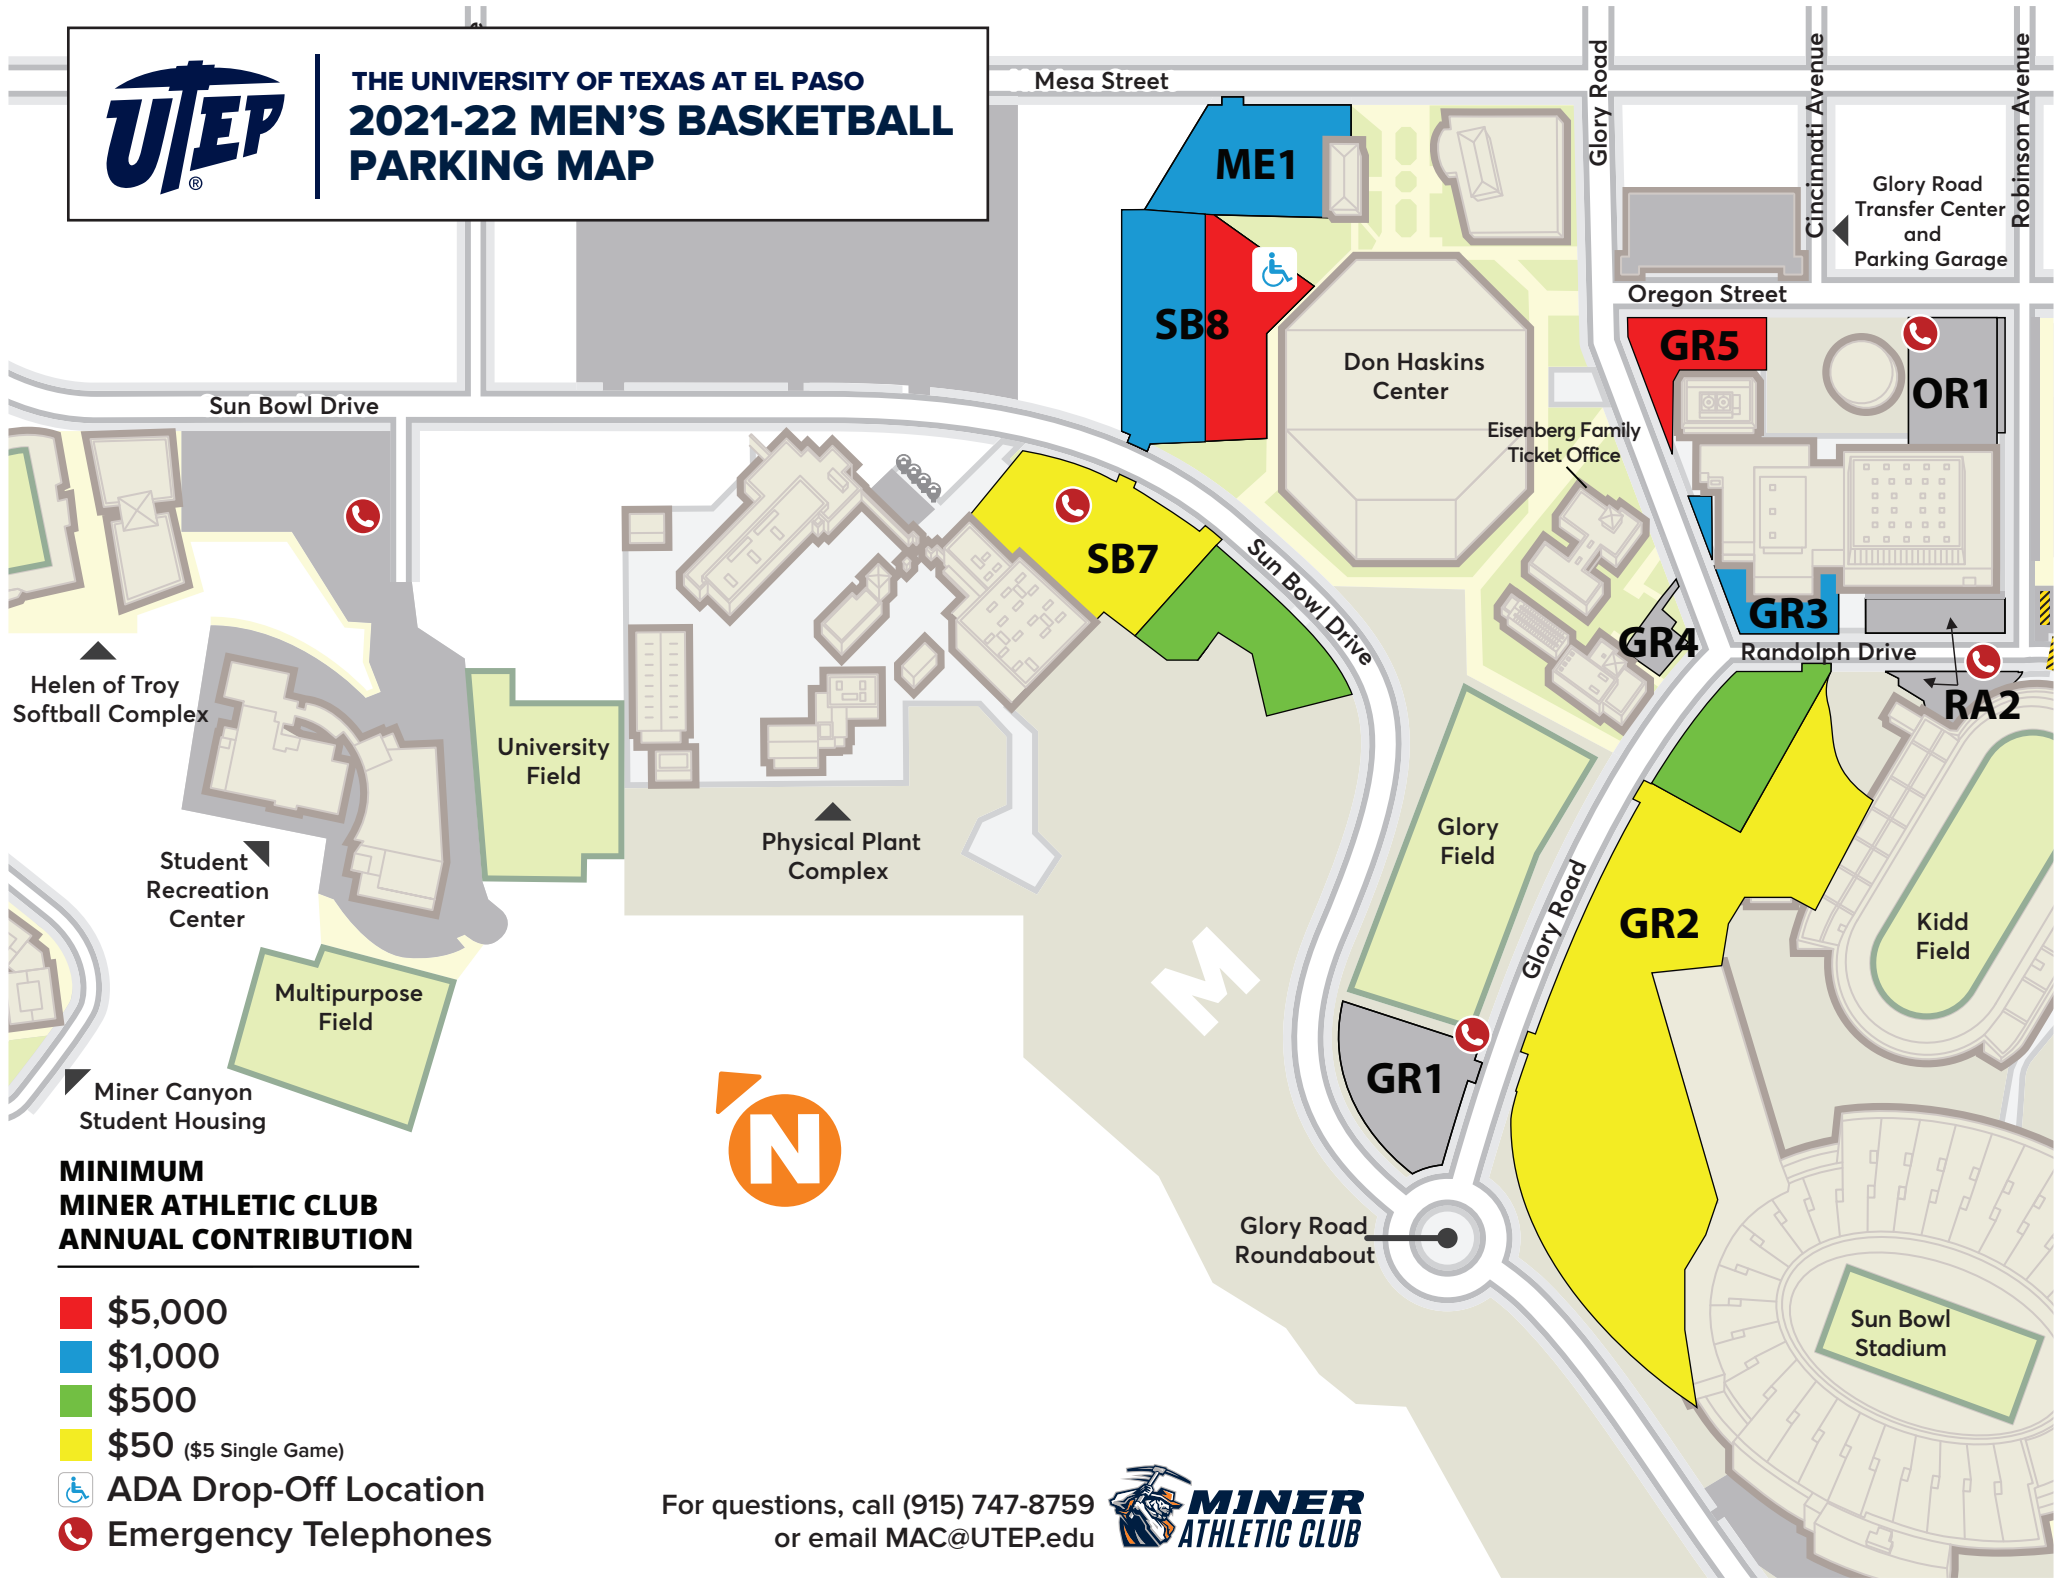 UTEP
®
THE UNIVERSITY OF TEXAS AT EL PASO
2021-22 MEN'S BASKETBALL
PARKING MAP
Mesa Street
Glory Road
Cincinnati Avenue
Robinson Avenue
Glory Road
Transfer Center
and
Parking Garage
ME1
Oregon Street
SB8
GR5
OR1
Don Haskins
Center
Sun Bowl Drive
Eisenberg Family
Ticket Office
SB7
Sun Bowl Drive
GR3
GR4
Randolph Drive
RA2
Helen of Troy
Softball Complex
University
Field
Physical Plant
Complex
Glory
Field
Glory Road
GR2
Kidd
Field
Student
Recreation
Center
M
Multipurpose
Field
GR1
Miner Canyon
Student Housing
N
Glory Road
Roundabout
Sun Bowl
Stadium
MINIMUM
MINER ATHLETIC CLUB
ANNUAL CONTRIBUTION
$5,000
$1,000
$500
$50 ($5 Single Game)
ADA Drop-Off Location
Emergency Telephones
For questions, call (915) 747-8759
or email MAC@UTEP.edu
MINER
ATHLETIC CLUB